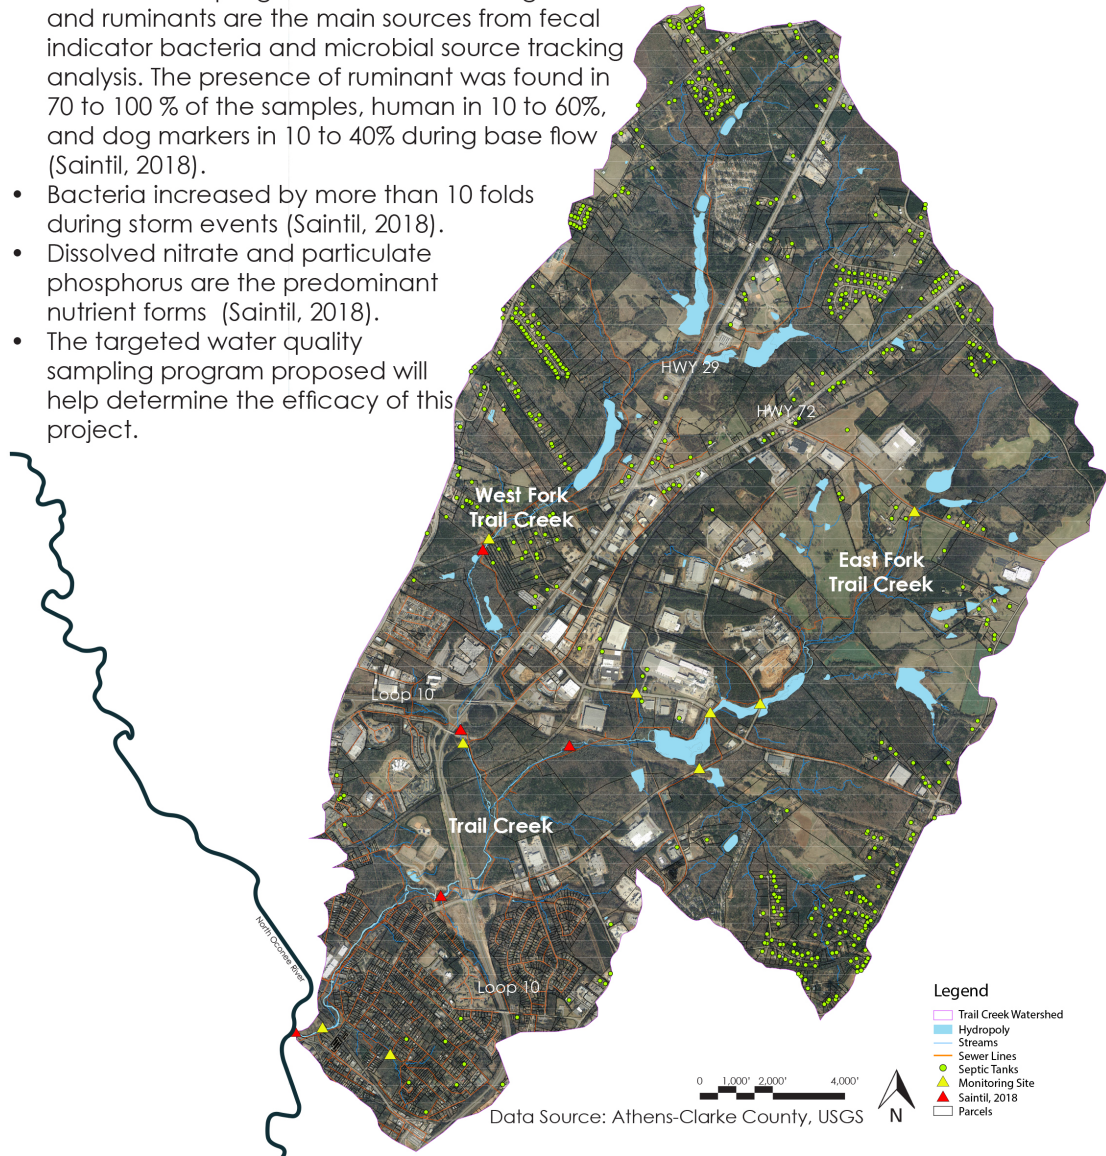 and ruminants are the main sources from fecal
indicator bacteria and microbial source tracking
analysis. The presence of ruminant was found in
70 to 100 % of the samples, human in 10 to 60%,
and dog markers in 10 to 40% during base flow
(Saintil, 2018).
• Bacteria increased by more than 10 folds
during storm events (Saintil, 2018).
• Dissolved nitrate and particulate
phosphorus are the predominant
nutrient forms (Saintil, 2018).
• The targeted water quality
sampling program proposed will
help determine the efficacy of this
project.
HWY 29
HWY 72
West Fork
Trail Creek
East Fork
Trail Creek
Loop 10
Trail Creek
North Oconee River
Loop 10
Legend
Trail Creek Watershed
Hydropoly
Streams
Sewer Lines
Septic Tanks
Monitoring Site
Saintil, 2018
Parcels
0 1,000' 2,000' 4,000'
N
Data Source: Athens-Clarke County, USGS